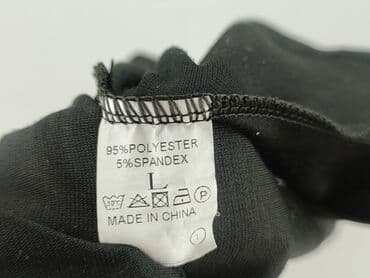 95%POLYESTER
5%SPANDEX
L
P
MADE IN CHINA